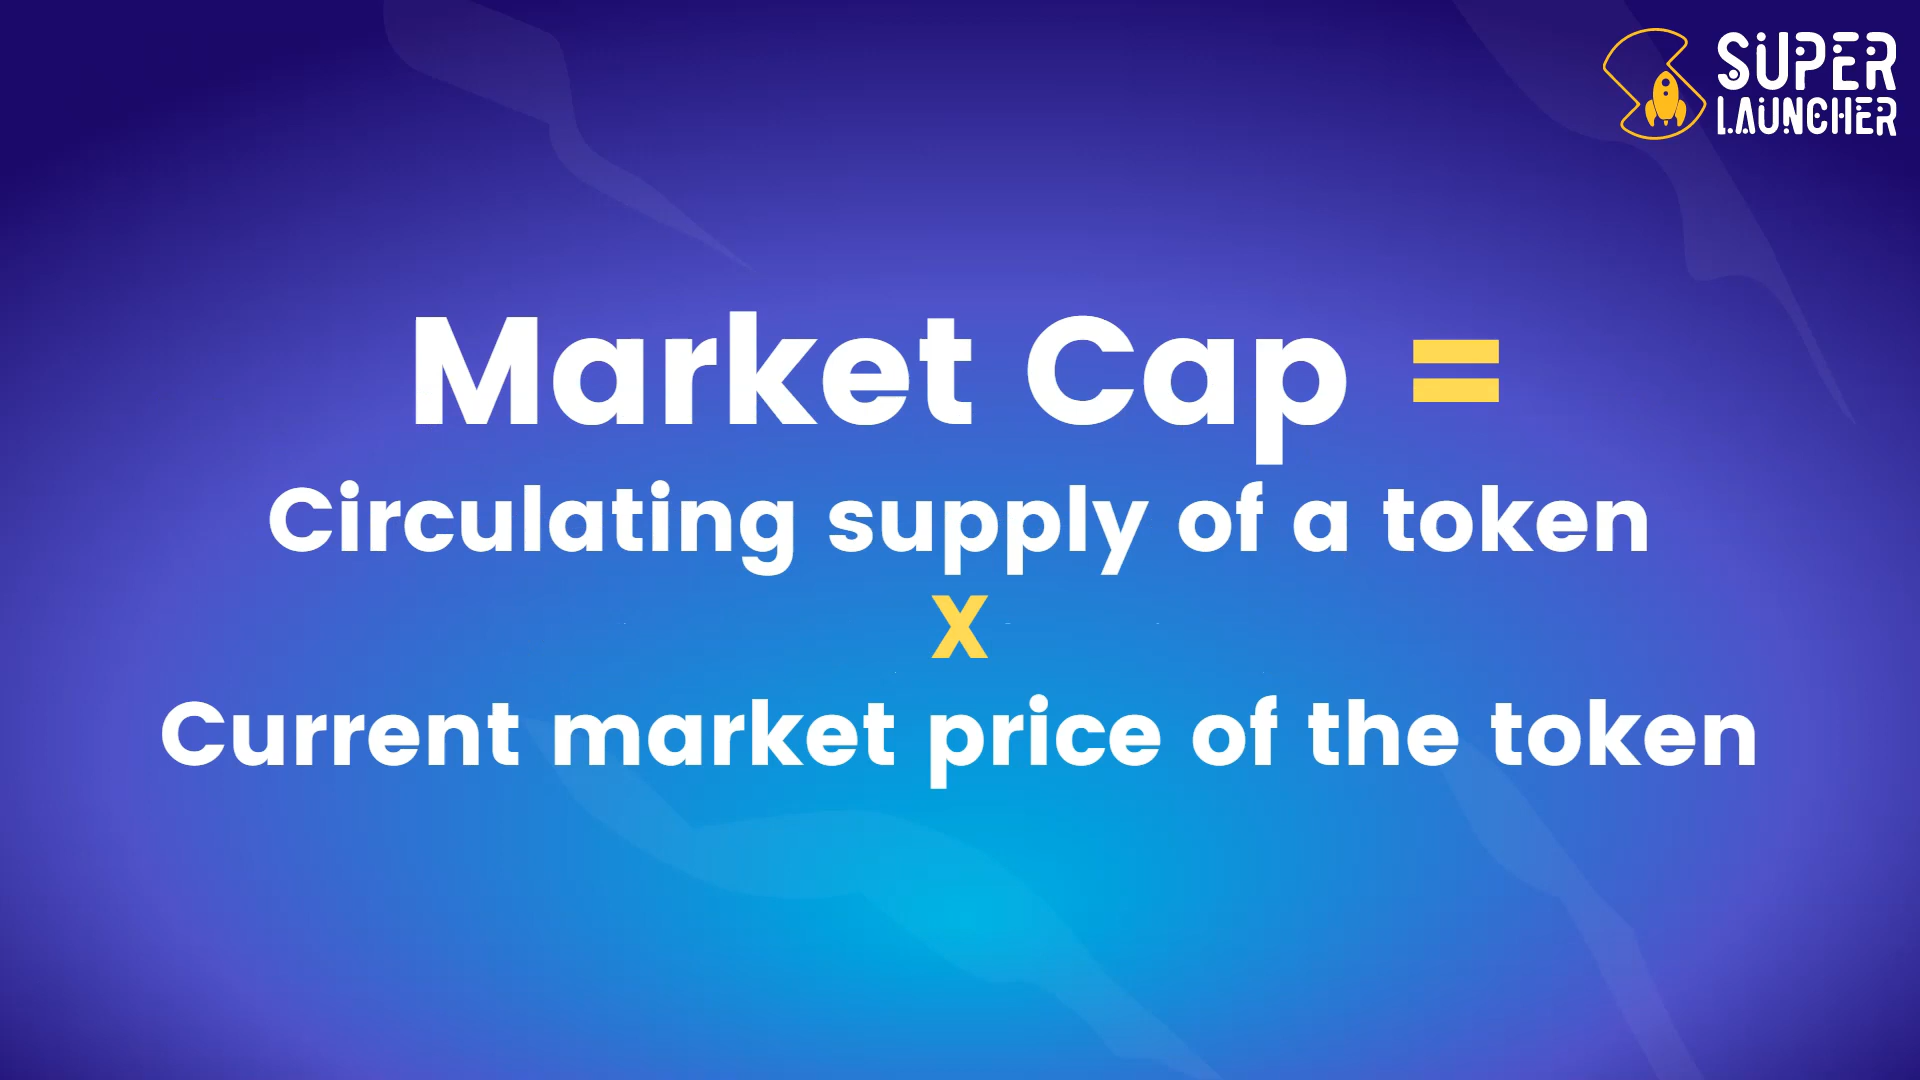 SUPER
LAUNCHER
Market Cap =
Circulating supply of a token
x
Current market price of the token